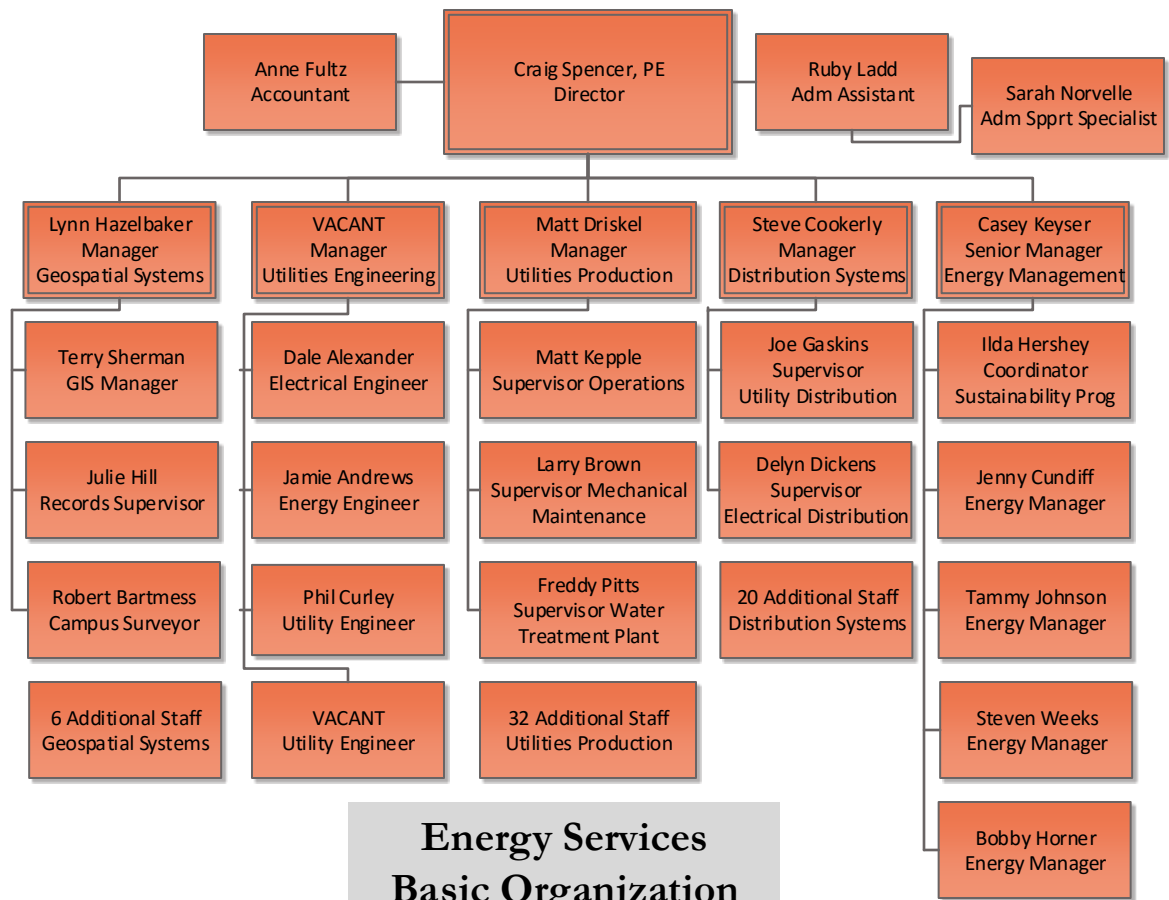 Anne Fultz
Accountant
Craig Spencer, PE
Director
Ruby Ladd
Adm Assistant
Sarah Norvelle
Adm Spprt Specialist
Lynn Hazelbaker
Manager
Geospatial Systems
VACANT
Manager
Utilities Engineering
Matt Driskel
Manager
Utilities Production
Steve Cookerly
Manager
Distribution Systems
Casey Keyser
Senior Manager
Energy Management
Terry Sherman
GIS Manager
Dale Alexander
Electrical Engineer
Matt Kepple
Supervisor Operations
Joe Gaskins
Supervisor
Utility Distribution
Ilda Hershey
Coordinator
Sustainability Prog
Julie Hill
Records Supervisor
Jamie Andrews
Energy Engineer
Larry Brown
Supervisor Mechanical
Maintenance
Delyn Dickens
Supervisor
Electrical Distribution
Jenny Cundiff
Energy Manager
Robert Bartmess
Campus Surveyor
Phil Curley
Utility Engineer
Freddy Pitts
Supervisor Water
Treatment Plant
20 Additional Staff
Distribution Systems
Tammy Johnson
Energy Manager
6 Additional Staff
Geospatial Systems
VACANT
Utility Engineer
32 Additional Staff
Utilities Production
Steven Weeks
Energy Manager
Bobby Horner
Energy Manager
Energy Services
Basic Organization